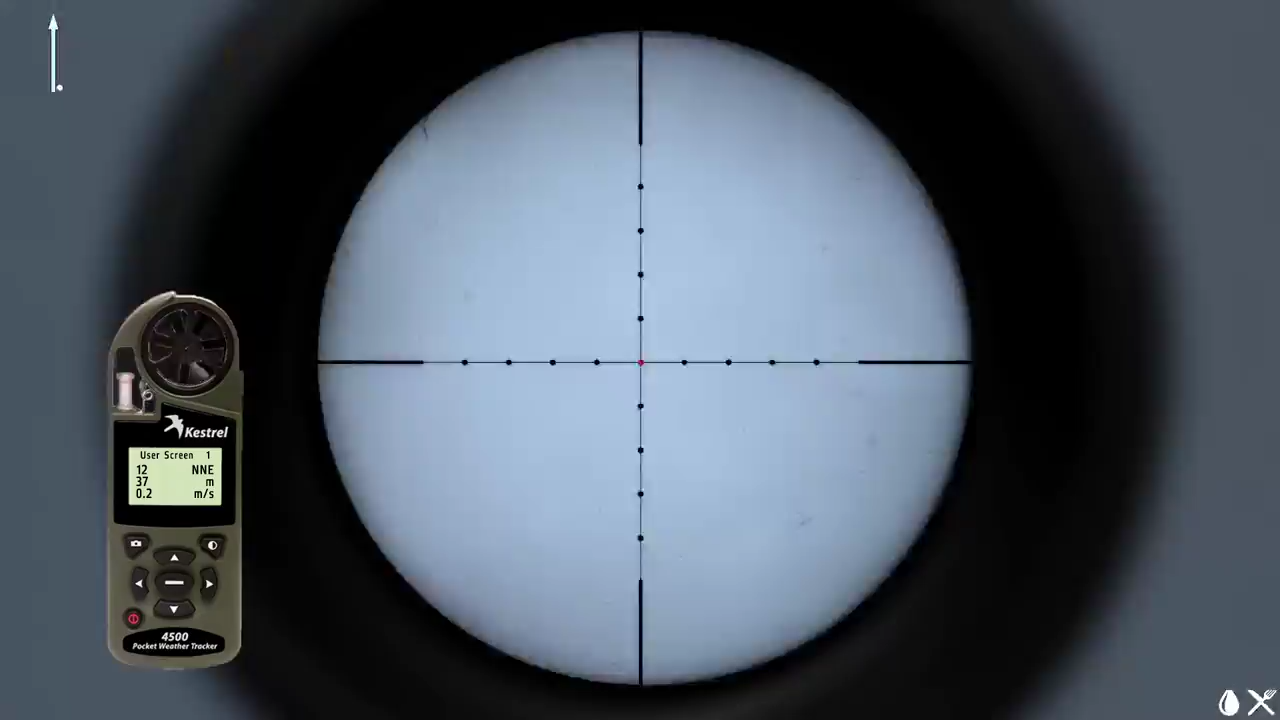 Kestrel
User Screen 1
12 NNE
37 m
0.2 m/s
4500
Pocket Weather Tracker